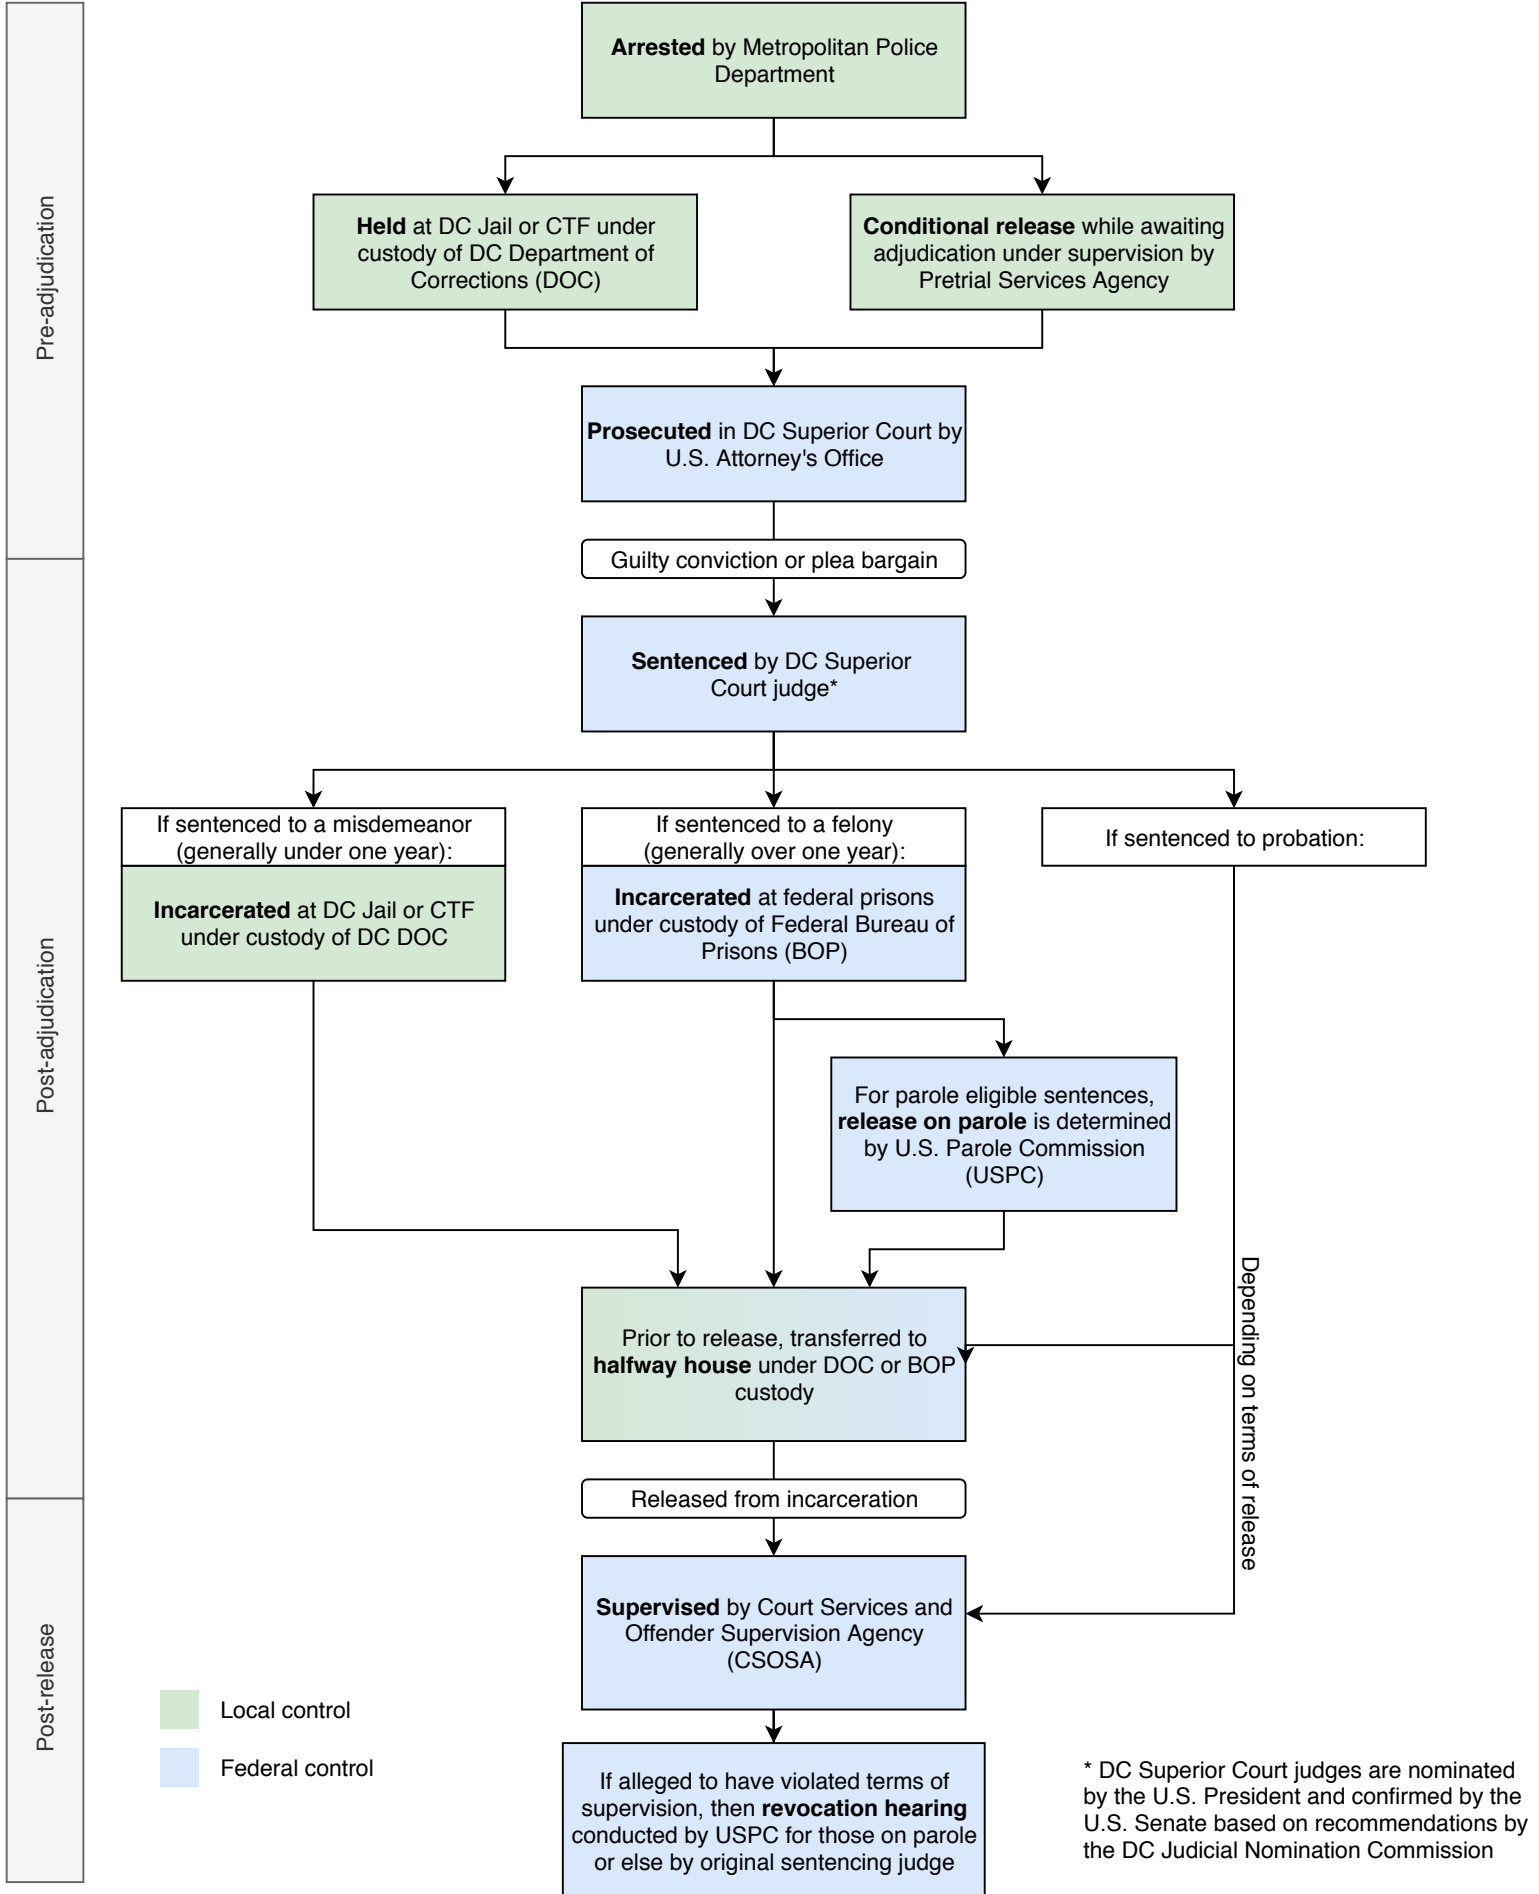 Arrested by Metropolitan Police
Department
Pre-adjudication
Held at DC Jail or CTF under
custody of DC Department of
Corrections (DOC)
Conditional release while awaiting
adjudication under supervision by
Pretrial Services Agency
Prosecuted in DC Superior Court by
U.S. Attorney's Office
Guilty conviction or plea bargain
Post-adjudication
Sentenced by DC Superior
Court judge*
If sentenced to a misdemeanor
(generally under one year):
Incarcerated at DC Jail or CTF
under custody of DC DOC
If sentenced to a felony
(generally over one year):
Incarcerated at federal prisons
under custody of Federal Bureau of
Prisons (BOP)
If sentenced to probation:
For parole eligible sentences,
release on parole is determined
by U.S. Parole Commission
(USPC)
Depending on terms of release
Prior to release, transferred to
halfway house under DOC or BOP
custody
Released from incarceration
Post-release
Supervised by Court Services and
Offender Supervision Agency
(CSOSA)
Local control
Federal control
If alleged to have violated terms of
supervision, then revocation hearing
conducted by USPC for those on parole
or else by original sentencing judge
* DC Superior Court judges are nominated
by the U.S. President and confirmed by the
U.S. Senate based on recommendations by
the DC Judicial Nomination Commission